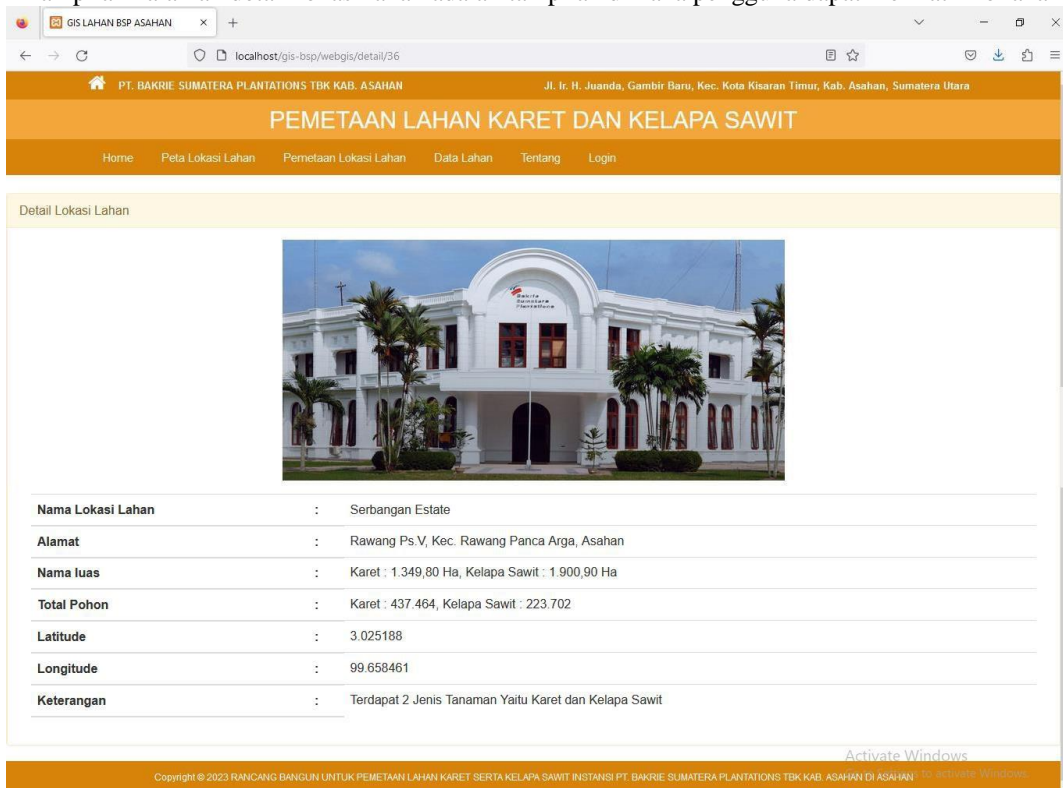 GIS LAHAN BSP ASAHAN
localhost/gis-bsp/webgis/detail/36
PT. BAKRIE SUMATERA PLANTATIONS TBK KAB. ASAHAN
Jl. Ir. H. Juanda, Gambir Baru, Kec. Kota Kisaran Timur, Kab. Asahan, Sumatera Utara
PEMETAAN LAHAN KARET DAN KELAPA SAWIT
Home Peta Lokasi Lahan Pemetaan Lokasi Lahan Data Lahan Tentang Login
Detail Lokasi Lahan
Bakrie
Sumatera
Plantations
Nama Lokasi Lahan : Serbangan Estate
Alamat : Rawang Ps.V, Kec. Rawang Panca Arga, Asahan
Nama luas : Karet : 1.349,80 Ha, Kelapa Sawit : 1.900,90 Ha
Total Pohon : Karet : 437.464, Kelapa Sawit : 223.702
Latitude : 3.025188
Longitude : 99.658461
Keterangan : Terdapat 2 Jenis Tanaman Yaitu Karet dan Kelapa Sawit
Activate Windows
to activate Windows.
Copyright © 2023 RANCANG BANGUN UNTUK PEMETAAN LAHAN KARET SERTA KELAPA SAWIT INSTANSI PT. BAKRIE SUMATERA PLANTATIONS TBK KAB. ASAHAN DI ASAHAN